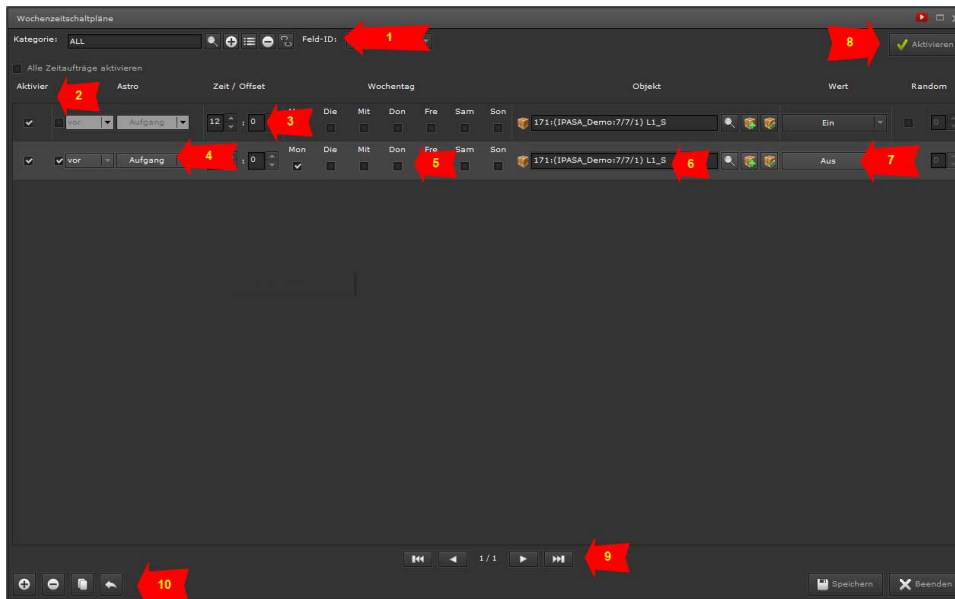 Wochenzeitschaltpläne
Kategorie: ALL Feld-ID: 1 8 Aktivieren
Alle Zeitaufträge aktivieren
Aktivier 2 Astro Zeit / Offset Wochentag Objekt Wert Random
Mon Die Mit Don Fre Sam Son
vor Aufgang 12 : 0 3 171:(IPASA_Demo:7/7/1) L1_S Ein 0
Mon Die Mit Don Fre Sam Son
vor Aufgang 4 : 0 5 171:(IPASA_Demo:7/7/1) L1_S 6 Aus 7 0
1/1 9
10 Speichern Beenden